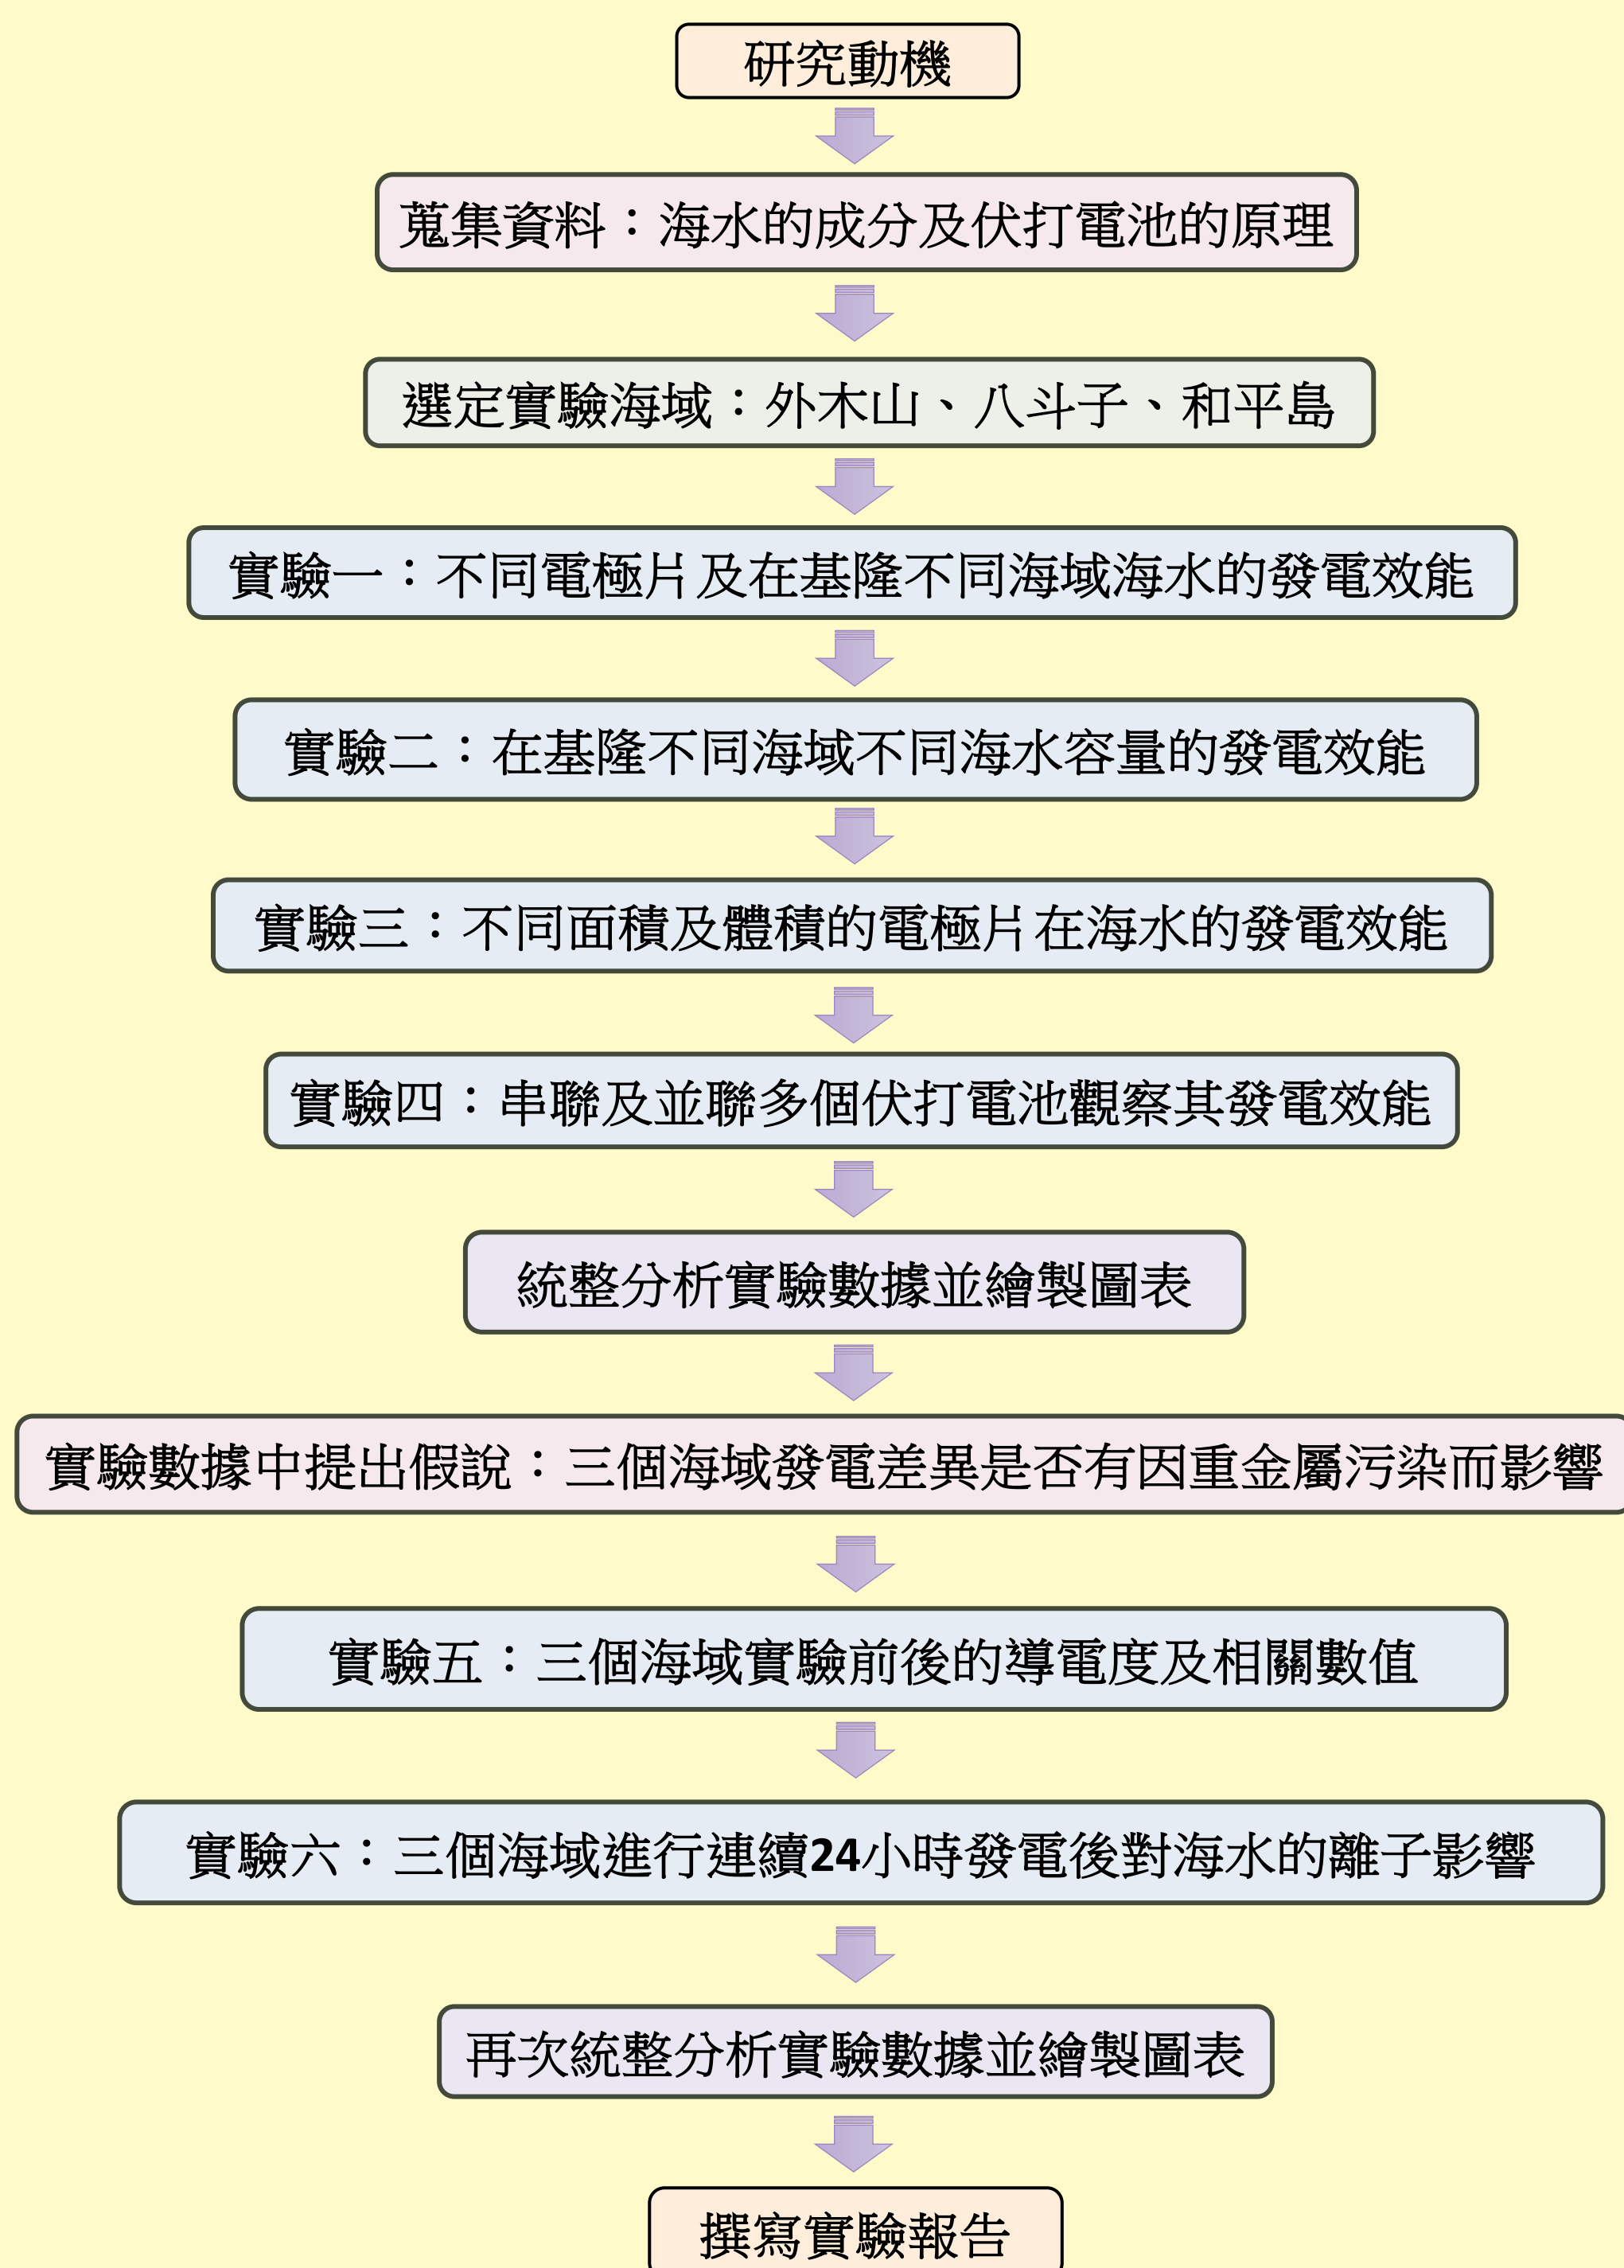 研究動機
蒐集資料：海水的成分及伏打電池的原理
選定實驗海域：外木山、八斗子、和平島
實驗一：不同電極片及在基隆不同海域海水的發電效能
實驗二：在基隆不同海域不同海水容量的發電效能
實驗三：不同面積及體積的電極片在海水的發電效能
實驗四：串聯及並聯多個伏打電池觀察其發電效能
統整分析實驗數據並繪製圖表
實驗數據中提出假說：三個海域發電差異是否有因重金屬污染而影響
實驗五：三個海域實驗前後的導電度及相關數值
實驗六：三個海域進行連續24小時發電後對海水的離子影響
再次統整分析實驗數據並繪製圖表
撰寫實驗報告